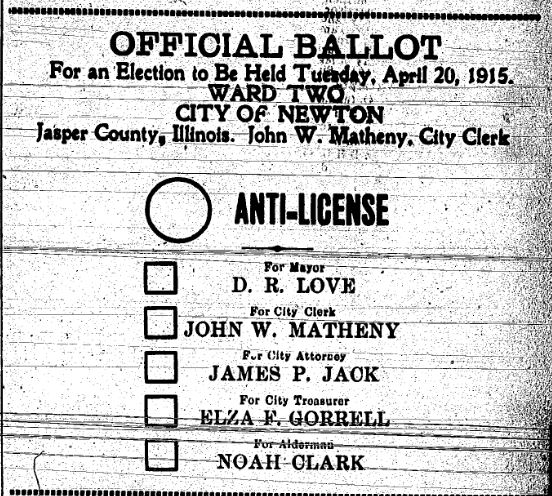 OFFICIAL BALLOT
For an Election to Be Held Tuesday, April 20, 1915.
WARD TWO
CITY OF NEWTON
Jasper County, Illinois. John W. Matheny, City Clerk
ANTI-LICENSE
For Mayor
D. R. LOVE
For City Clerk
JOHN W. MATHENY
For City Attorney
JAMES P. JACK
For City Treasurer
ELZA F. GORRELL
For Alderman
NOAH CLARK